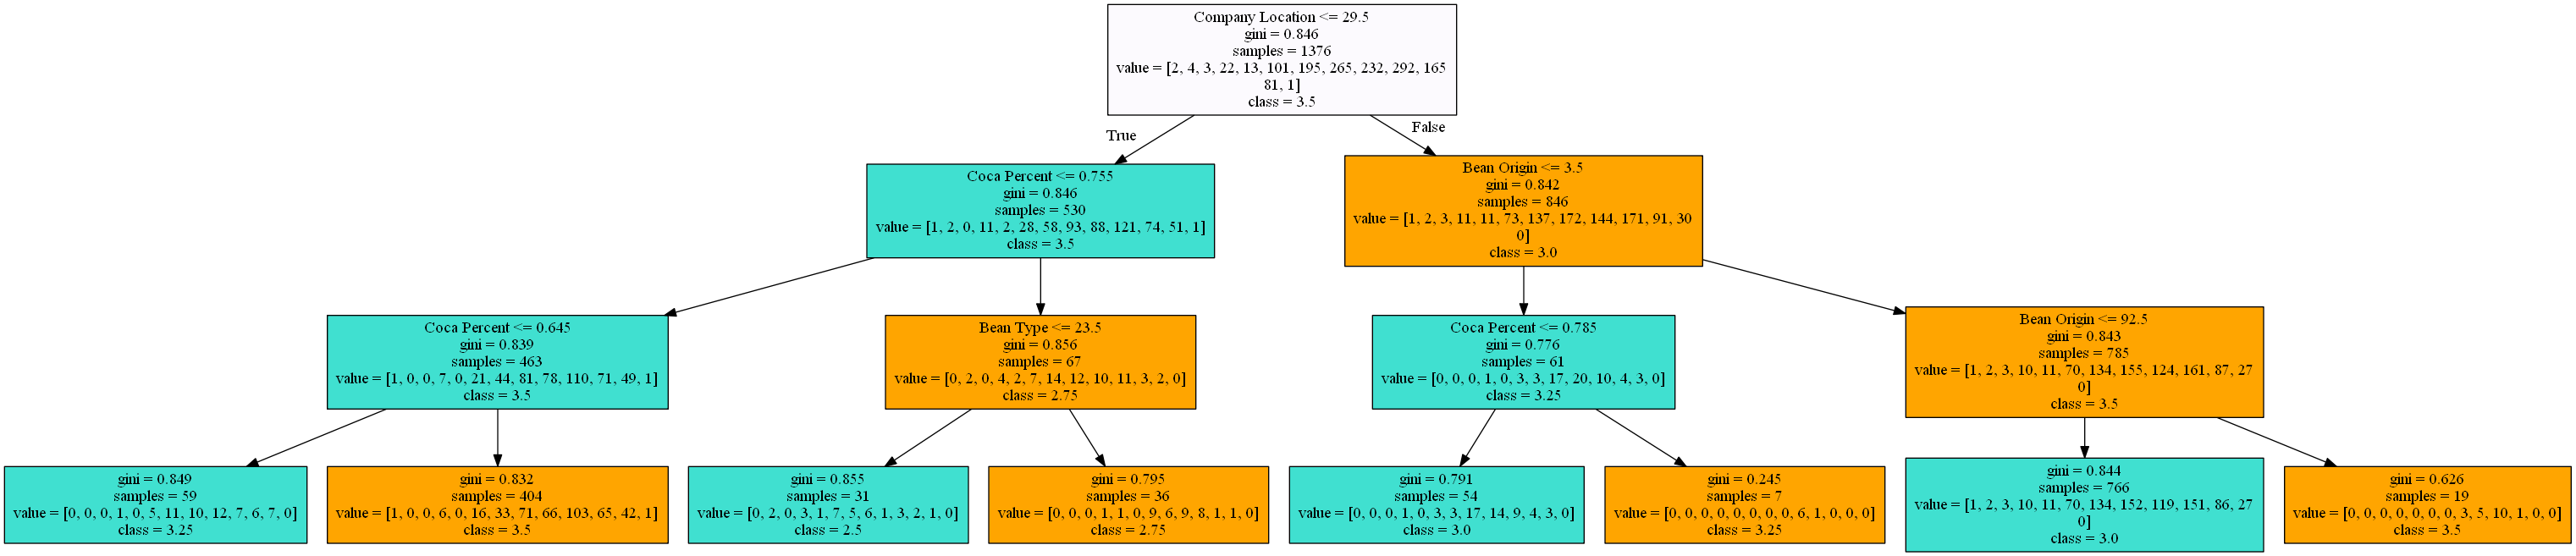 Company Location <= 29.5
gini = 0.846
samples = 1376
value = [2, 4, 3, 22, 13, 101, 195, 265, 232, 292, 165
81, 1]
class = 3.5
True
False
Coca Percent <= 0.755
gini = 0.846
samples = 530
value = [1, 2, 0, 11, 2, 28, 58, 93, 88, 121, 74, 51, 1]
class = 3.5
Bean Origin <= 3.5
gini = 0.842
samples = 846
value = [1, 2, 3, 11, 11, 73, 137, 172, 144, 171, 91, 30
0]
class = 3.0
Coca Percent <= 0.645
gini = 0.839
samples = 463
value = [1, 0, 0, 7, 0, 21, 44, 81, 78, 110, 71, 49, 1]
class = 3.5
Bean Type <= 23.5
gini = 0.856
samples = 67
value = [0, 2, 0, 4, 2, 7, 14, 12, 10, 11, 3, 2, 0]
class = 2.75
Coca Percent <= 0.785
gini = 0.776
samples = 61
value = [0, 0, 0, 1, 0, 3, 3, 17, 20, 10, 4, 3, 0]
class = 3.25
Bean Origin <= 92.5
gini = 0.843
samples = 785
value = [1, 2, 3, 10, 11, 70, 134, 155, 124, 161, 87, 27
0]
class = 3.5
gini = 0.849
samples = 59
value = [0, 0, 0, 1, 0, 5, 11, 10, 12, 7, 6, 7, 0]
class = 3.25
gini = 0.832
samples = 404
value = [1, 0, 0, 6, 0, 16, 33, 71, 66, 103, 65, 42, 1]
class = 3.5
gini = 0.855
samples = 31
value = [0, 2, 0, 3, 1, 7, 5, 6, 1, 3, 2, 1, 0]
class = 2.5
gini = 0.795
samples = 36
value = [0, 0, 0, 1, 1, 0, 9, 6, 9, 8, 1, 1, 0]
class = 2.75
gini = 0.791
samples = 54
value = [0, 0, 0, 1, 0, 3, 3, 17, 14, 9, 4, 3, 0]
class = 3.0
gini = 0.245
samples = 7
value = [0, 0, 0, 0, 0, 0, 0, 0, 6, 1, 0, 0, 0]
class = 3.25
gini = 0.844
samples = 766
value = [1, 2, 3, 10, 11, 70, 134, 152, 119, 151, 86, 27
0]
class = 3.0
gini = 0.626
samples = 19
value = [0, 0, 0, 0, 0, 0, 0, 3, 5, 10, 1, 0, 0]
class = 3.5